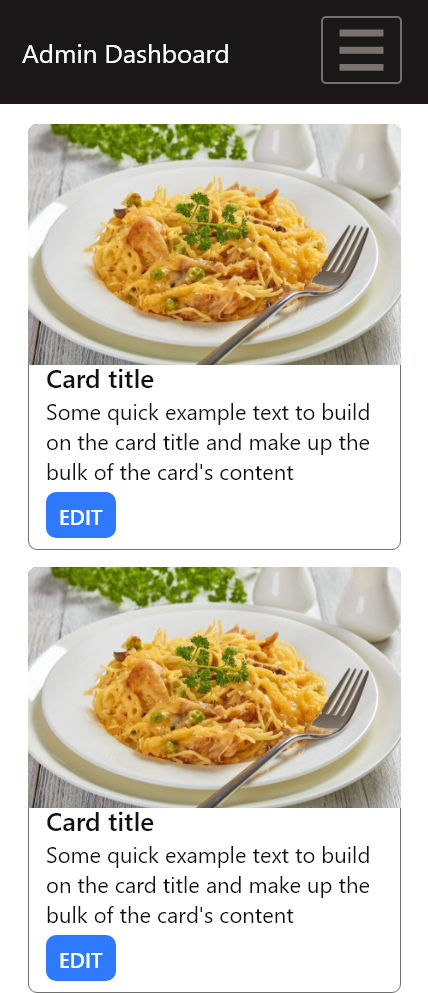 Admin Dashboard
Card title
Some quick example text to build
on the card title and make up the
bulk of the card's content
EDIT
Card title
Some quick example text to build
on the card title and make up the
bulk of the card's content
EDIT